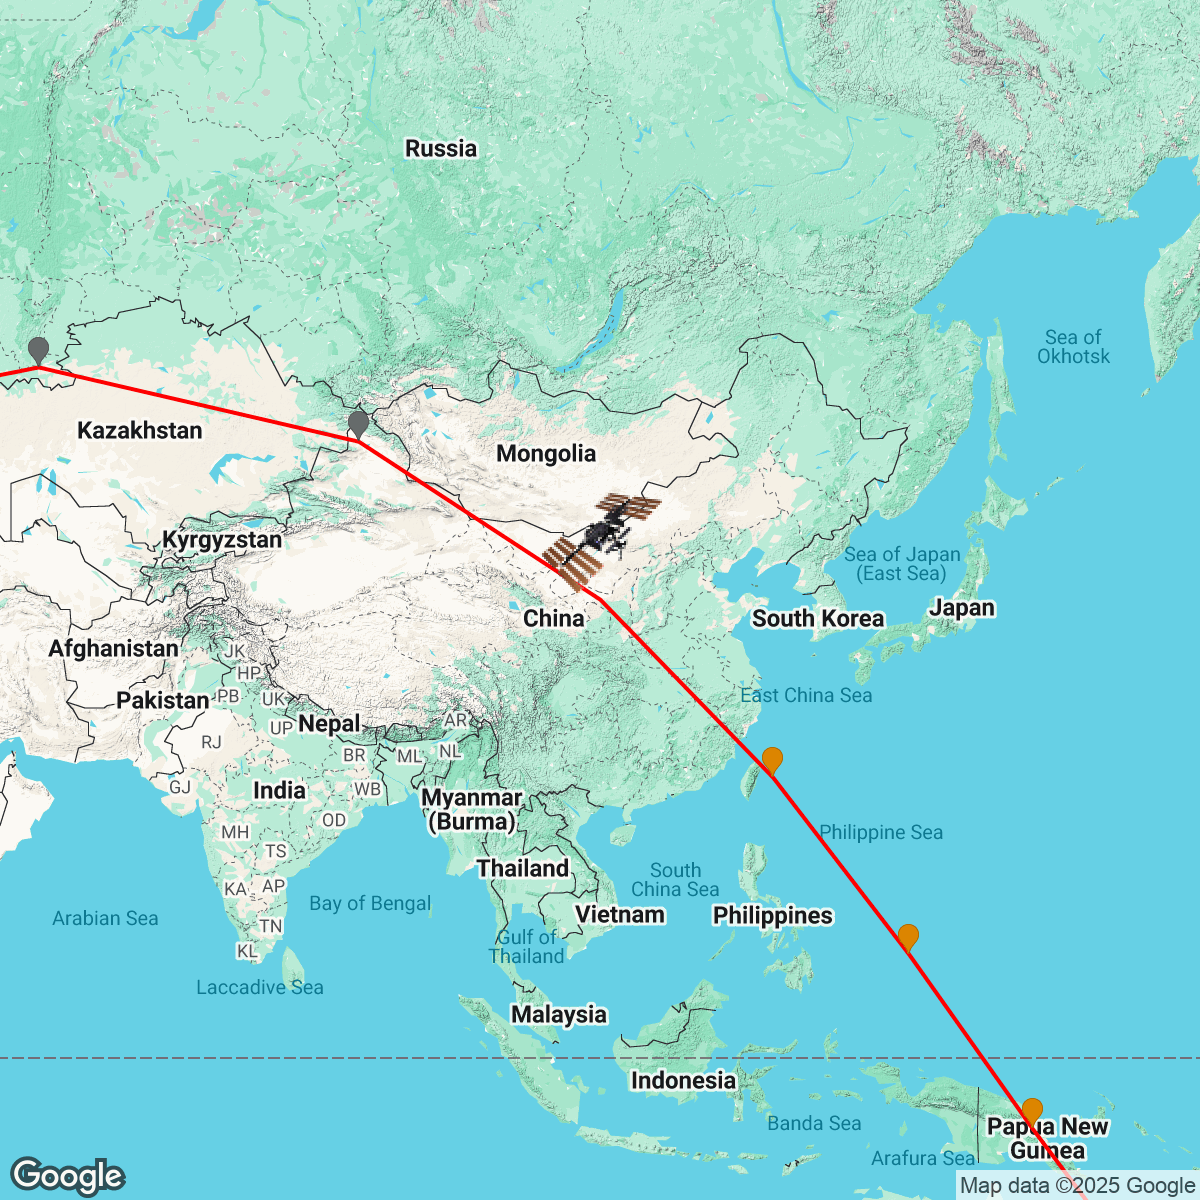 Russia
Sea of
Okhotsk
Kazakhstan
Mongolia
Kyrgyzstan
Sea of Japan
(East Sea)
China
South Korea
Japan
Afghanistan
JK
HP
Pakistan
PB
UK
East China Sea
Nepal
UP
AR
RJ
BR
ML
NL
GJ
India
WB
Myanmar
(Burma)
OD
MH
Philippine Sea
TS
Thailand
South
China Sea
KA
AP
Bay of Bengal
Arabian Sea
Vietnam
Philippines
TN
Gulf of
Thailand
KL
Laccadive Sea
Malaysia
Indonesia
Banda Sea
Papua New
Guinea
Arafura Sea
Google
Map data ©2025 Google